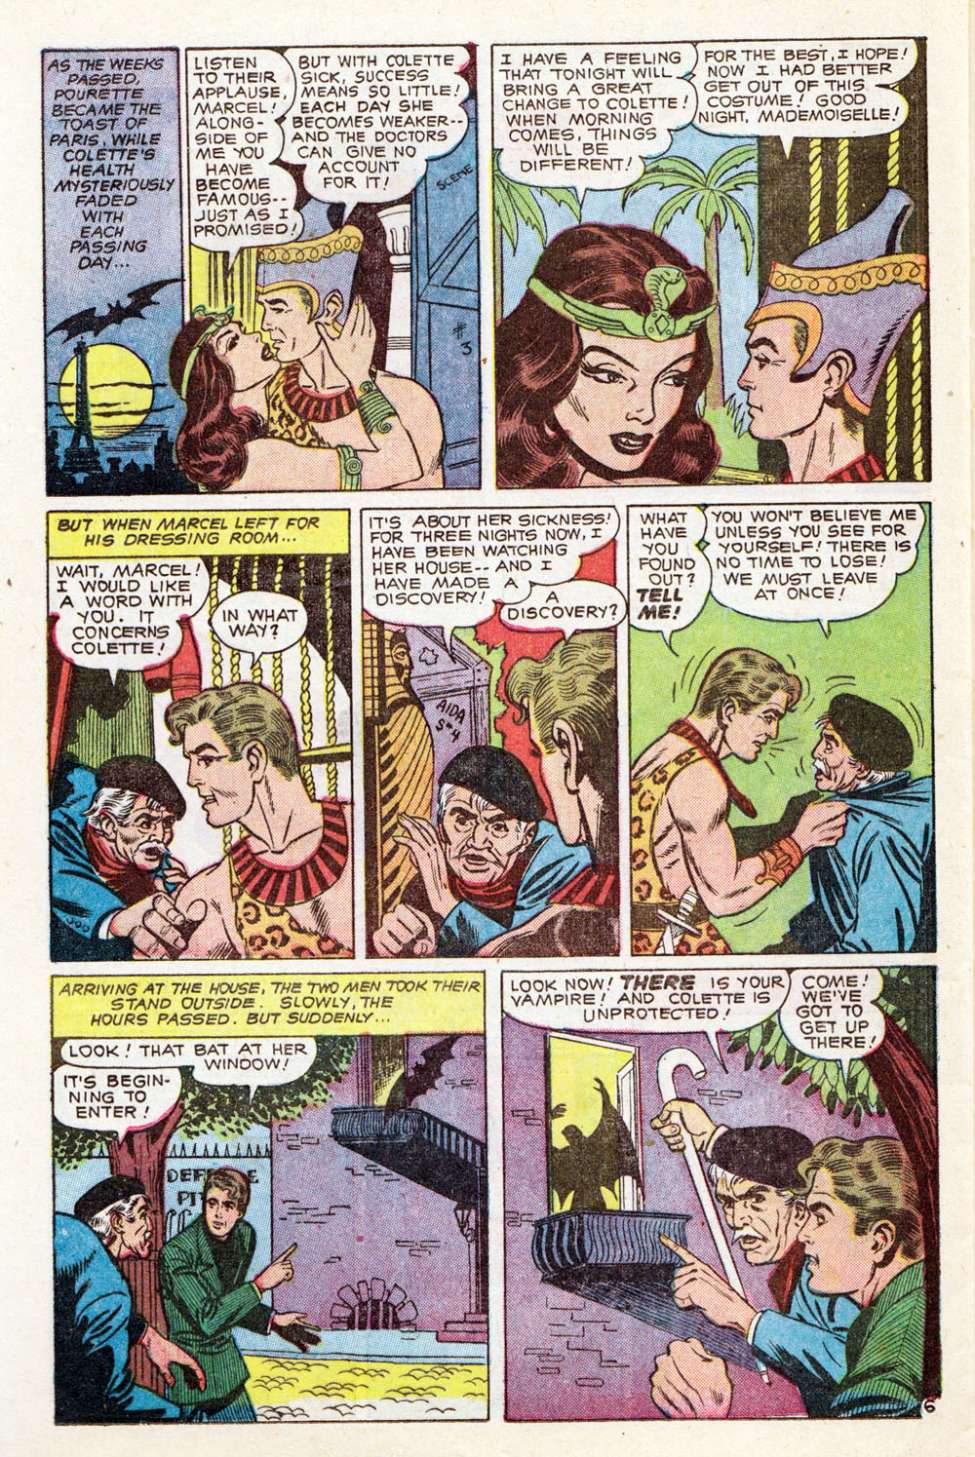 AS THE WEEKS
PASSED,
POURETTE
BECAME THE
TOAST OF
PARIS, WHILE
COLETTE'S
HEALTH
MYSTERIOUSLY
FADED
WITH
EACH
PASSING
DAY...
LISTEN
TO THEIR
APPLAUSE,
MARCEL!
ALONG-
SIDE OF
ME YOU
HAVE
BECOME
FAMOUS--
JUST AS I
PROMISED!
BUT WITH COLETTE
SICK, SUCCESS
MEANS SO LITTLE!
EACH DAY SHE
BECOMES WEAKER--
AND THE DOCTORS
CAN GIVE NO
ACCOUNT
FOR IT!
SCENE
#
3
I HAVE A FEELING
THAT TONIGHT WILL
BRING A GREAT
CHANGE TO COLETTE!
WHEN MORNING
COMES, THINGS
WILL BE
DIFFERENT!
FOR THE BEST, I HOPE!
NOW I HAD BETTER
GET OUT OF THIS
COSTUME! GOOD
NIGHT, MADEMOISELLE!
BUT WHEN MARCEL LEFT FOR
HIS DRESSING ROOM...
WAIT, MARCEL!
I WOULD LIKE
A WORD WITH
YOU. IT
CONCERNS
COLETTE!
IN WHAT
WAY?
IT'S ABOUT HER SICKNESS!
FOR THREE NIGHTS NOW, I
HAVE BEEN WATCHING
HER HOUSE-- AND I
HAVE MADE A
DISCOVERY!
A
DISCOVERY?
AIDA
S#4
WHAT
HAVE
YOU
FOUND
OUT?
TELL
ME!
YOU WON'T BELIEVE ME
UNLESS YOU SEE FOR
YOURSELF! THERE IS
NO TIME TO LOSE!
WE MUST LEAVE
AT ONCE!
ARRIVING AT THE HOUSE, THE TWO MEN TOOK THEIR
STAND OUTSIDE. SLOWLY, THE
HOURS PASSED. BUT SUDDENLY...
LOOK! THAT BAT AT HER
WINDOW!
IT'S BEGIN-
NING TO
ENTER!
LOOK NOW! THERE IS YOUR
VAMPIRE! AND COLETTE IS
UNPROTECTED!
COME!
WE'VE
GOT TO
GET UP
THERE!
6